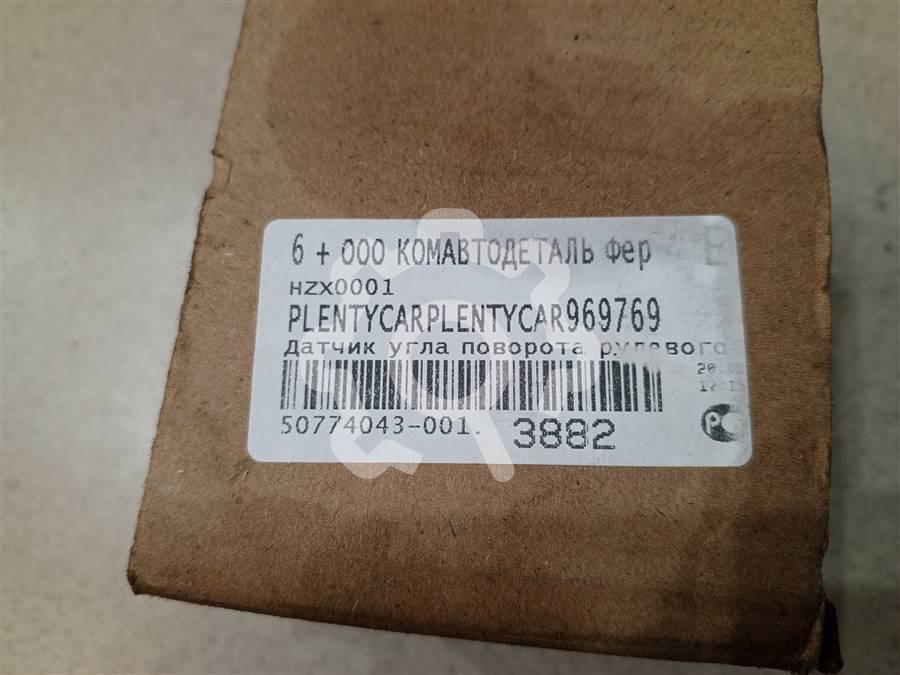 6 + ООО КОМАВТОДЕТАЛЬ Фер
HZX0001
PLENTYCARPLENTYCAR969769
Датчик угла поворота рулевого
50774043-001. 3882